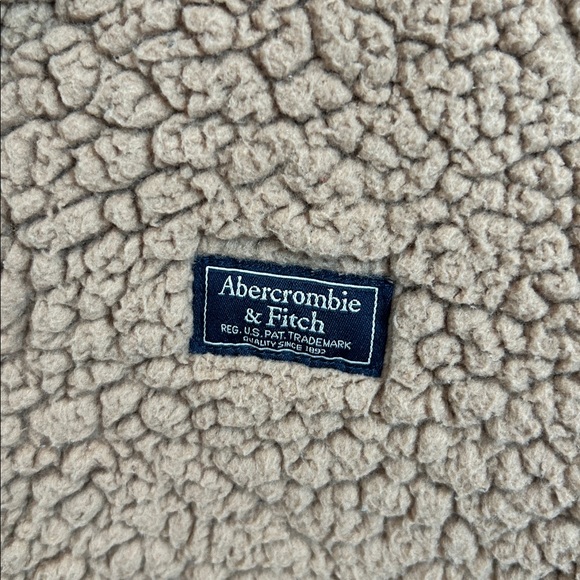 Abercrombie
& Fitch
REG. U.S. PAT. TRADEMARK
QUALITY SINCE 1892